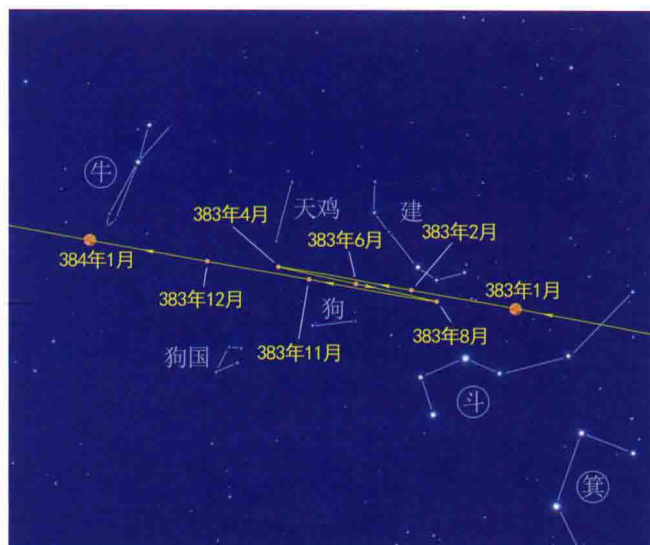 牛
天鸡
建
383年4月
383年6月
383年2月
384年1月
383年12月
383年1月
狗
狗国
383年11月
383年8月
斗
箕